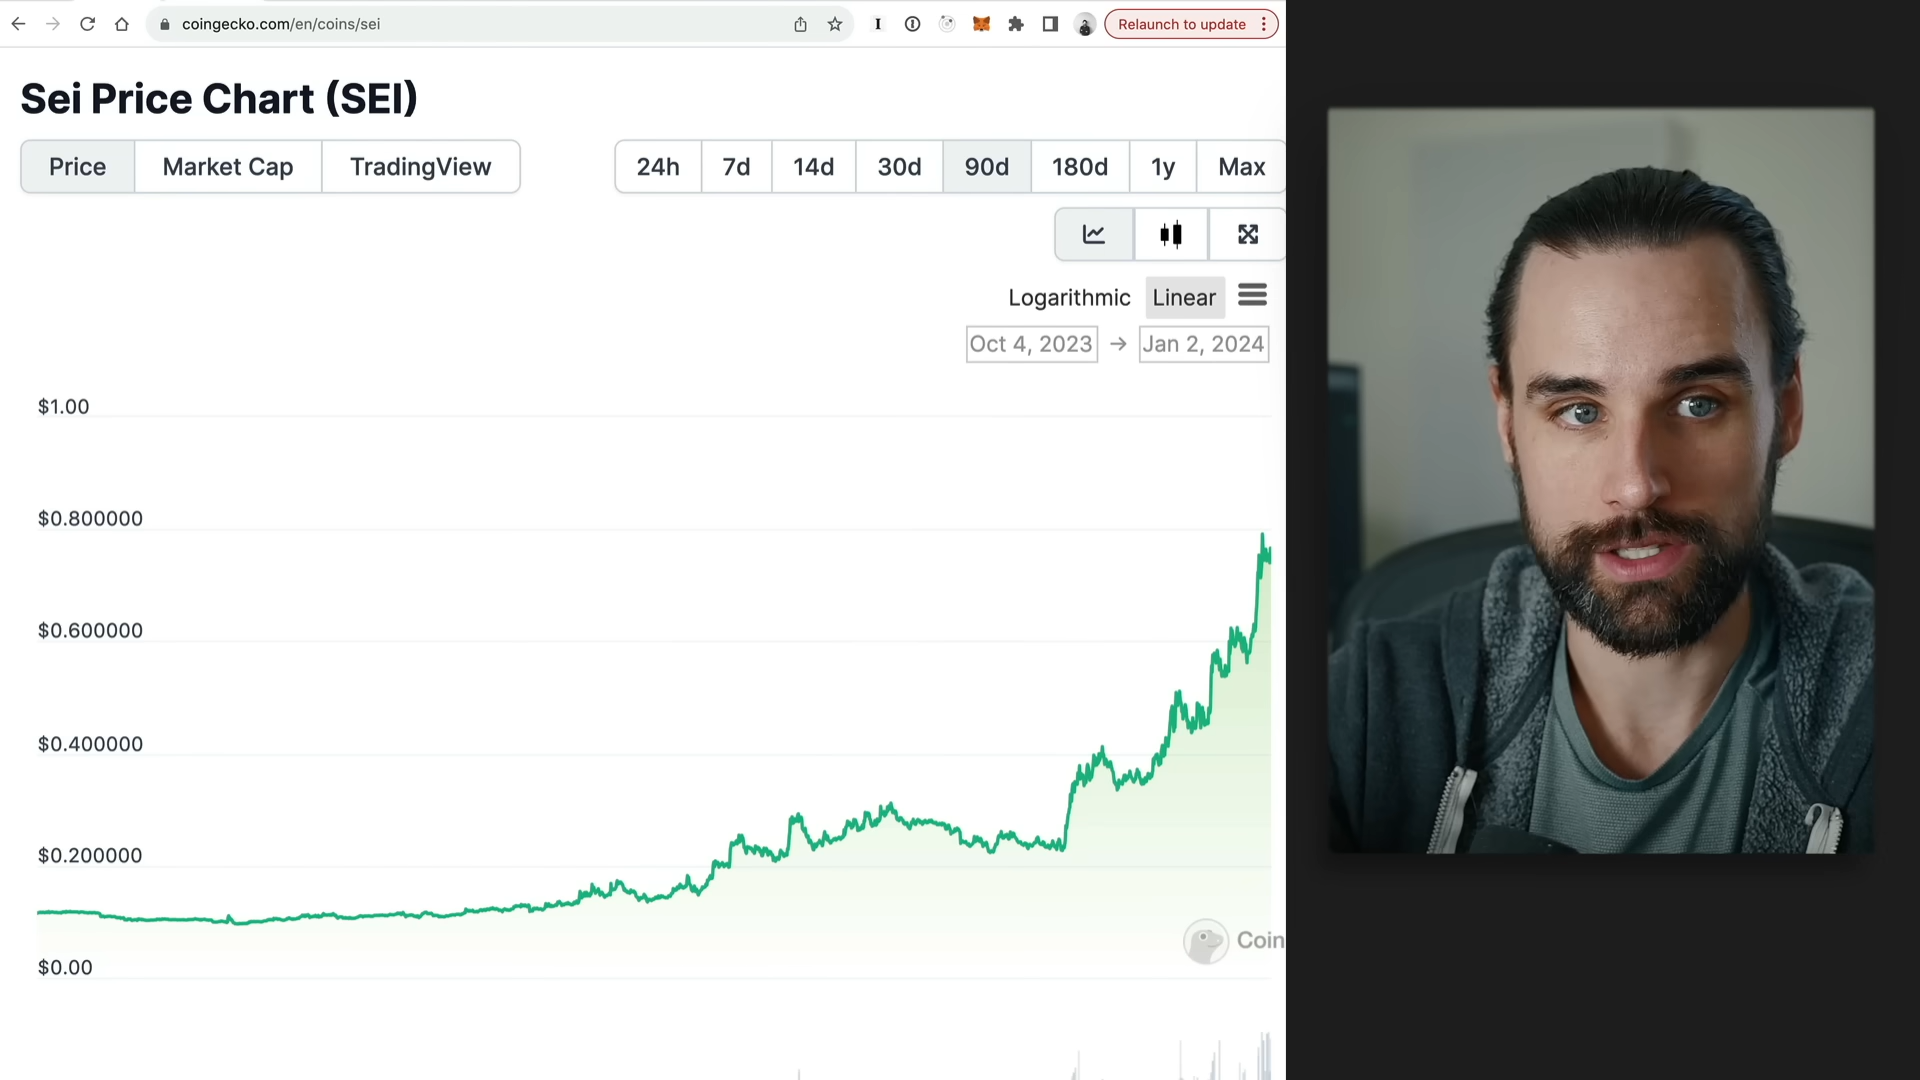 coingecko.com/en/coins/sei
Relaunch to update
Sei Price Chart (SEI)
Price Market Cap TradingView 24h 7d 14d 30d 90d 180d 1y Max
Logarithmic Linear
Oct 4, 2023 → Jan 2, 2024
$1.00
$0.800000
$0.600000
$0.400000
$0.200000
$0.00
Coin